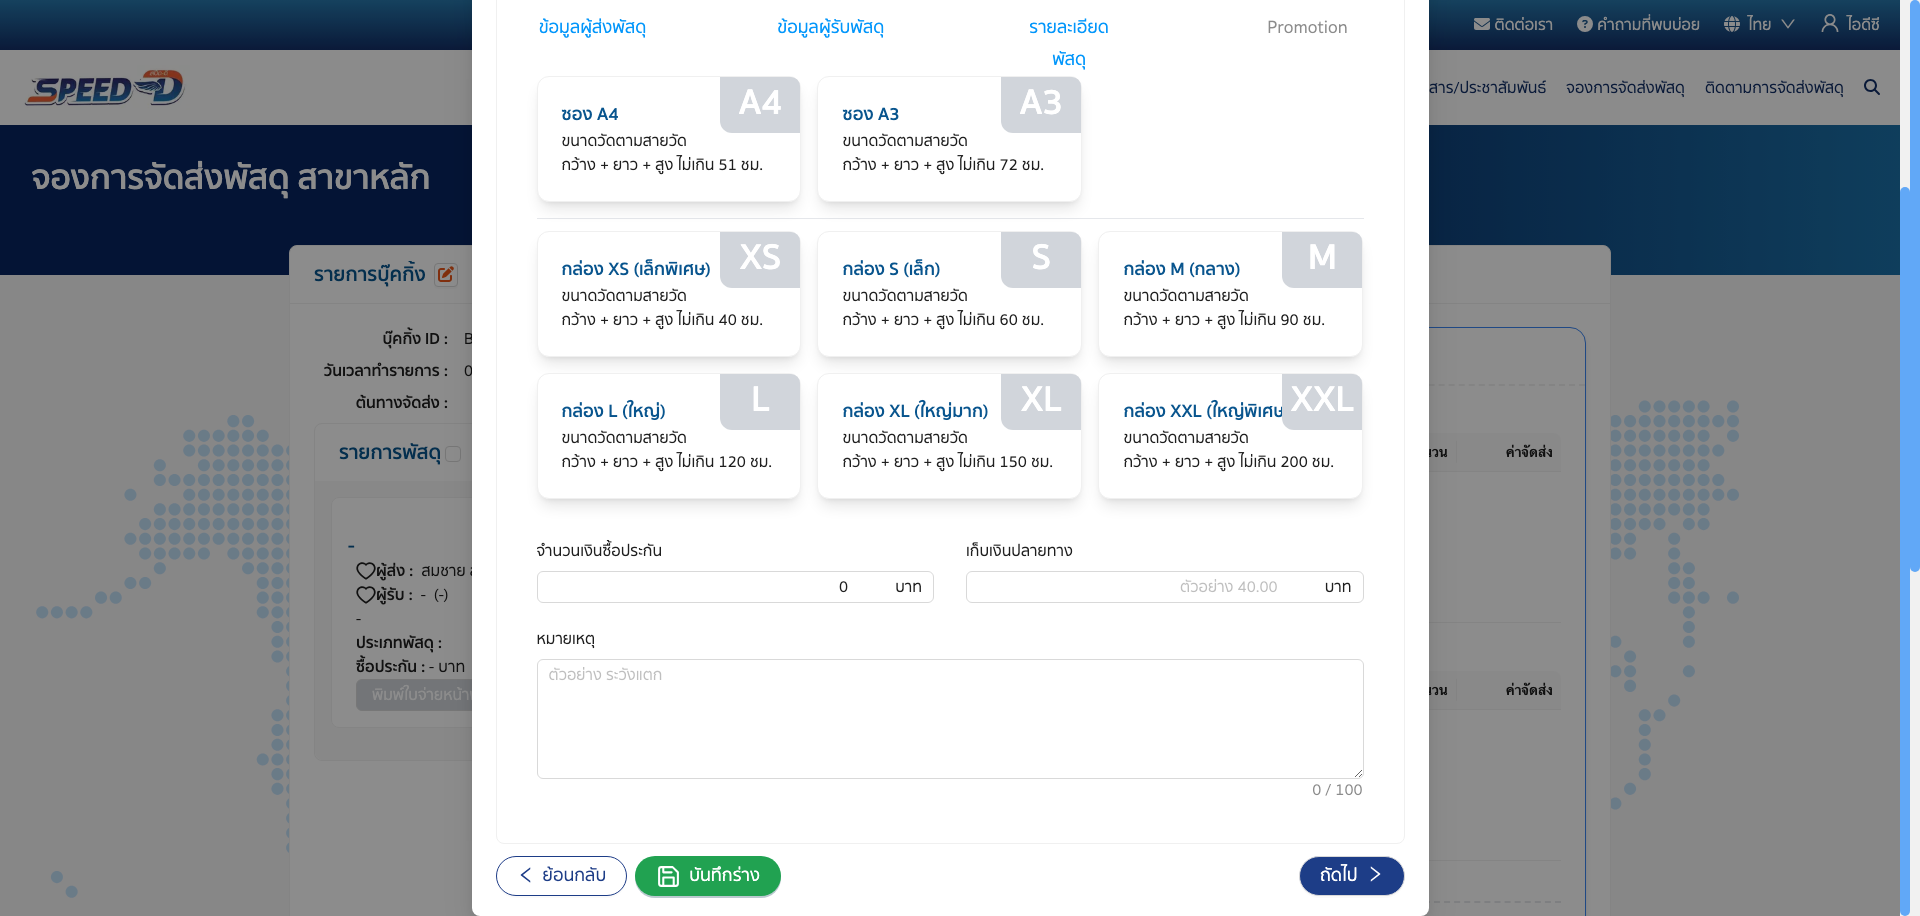 ข้อมูลผู้ส่งพัสดุ
ข้อมูลผู้รับพัสดุ
รายละเอียด
พัสดุ
Promotion
ติดต่อเรา
คำถามที่พบบ่อย
ไทย
ไอดีซี
SPEED-D
สาร/ประชาสัมพันธ์
จองการจัดส่งพัสดุ
ติดตามการจัดส่งพัสดุ
จองการจัดส่งพัสดุ สาขาหลัก
ซอง A4
A4
ขนาดวัดตามสายวัด
กว้าง + ยาว + สูง ไม่เกิน 51 ซม.
ซอง A3
A3
ขนาดวัดตามสายวัด
กว้าง + ยาว + สูง ไม่เกิน 72 ซม.
กล่อง XS (เล็กพิเศษ)
XS
ขนาดวัดตามสายวัด
กว้าง + ยาว + สูง ไม่เกิน 40 ซม.
กล่อง S (เล็ก)
S
ขนาดวัดตามสายวัด
กว้าง + ยาว + สูง ไม่เกิน 60 ซม.
กล่อง M (กลาง)
M
ขนาดวัดตามสายวัด
กว้าง + ยาว + สูง ไม่เกิน 90 ซม.
กล่อง L (ใหญ่)
L
ขนาดวัดตามสายวัด
กว้าง + ยาว + สูง ไม่เกิน 120 ซม.
กล่อง XL (ใหญ่มาก)
XL
ขนาดวัดตามสายวัด
กว้าง + ยาว + สูง ไม่เกิน 150 ซม.
กล่อง XXL (ใหญ่พิเศษ
XXL
ขนาดวัดตามสายวัด
กว้าง + ยาว + สูง ไม่เกิน 200 ซม.
จำนวนเงินซื้อประกัน
0 บาท
เก็บเงินปลายทาง
ตัวอย่าง 40.00 บาท
หมายเหตุ
ตัวอย่าง ระวังแตก
0 / 100
ย้อนกลับ
บันทึกร่าง
ถัดไป
รายการบุ๊คกิ้ง
บุ๊คกิ้ง ID :
วันเวลาทำรายการ : 0
ต้นทางจัดส่ง :
รายการพัสดุ
-
ผู้ส่ง : สมชาย
ผู้รับ : - (-)
-
ประเภทพัสดุ :
ซื้อประกัน : - บาท
พิมพ์ใบจ่ายหน้า
ค่าจัดส่ง
ค่าจัดส่ง